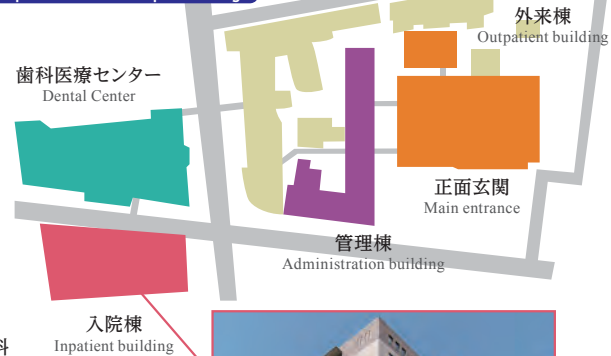 外来棟
Outpatient building
歯科医療センター
Dental Center
正面玄関
Main entrance
管理棟
Administration building
入院棟
Inpatient building
科